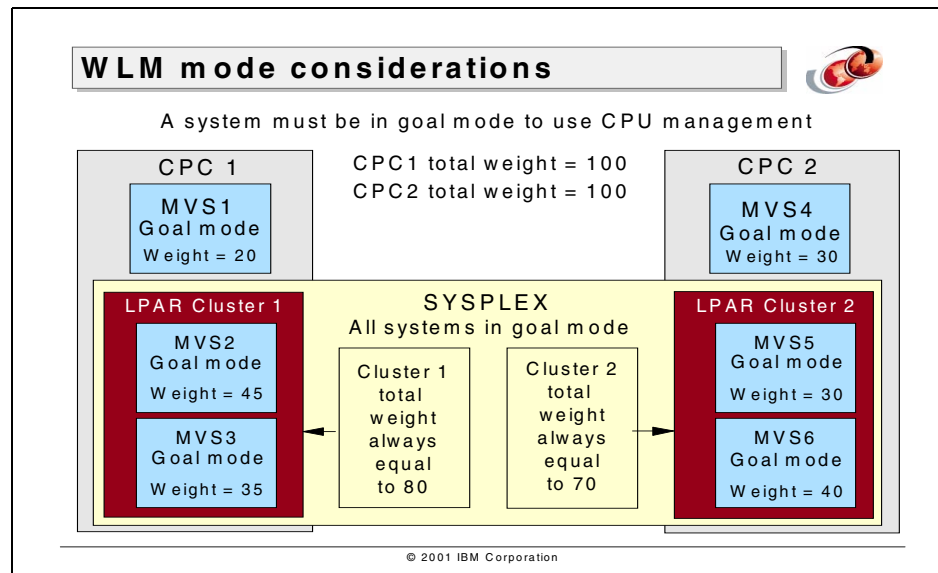 WLM mode considerations
A system must be in goal mode to use CPU management
CPC 1
CPC1 total weight = 100
CPC2 total weight = 100
CPC 2
MVS1
Goal mode
Weight = 20
MVS4
Goal mode
Weight = 30
SYSPLEX
All systems in goal mode
LPAR Cluster 1
MVS2
Goal mode
Weight = 45
MVS3
Goal mode
Weight = 35
Cluster 1
total
weight
always
equal
to 80
Cluster 2
total
weight
always
equal
to 70
LPAR Cluster 2
MVS5
Goal mode
Weight = 30
MVS6
Goal mode
Weight = 40
© 2001 IBM Corporation